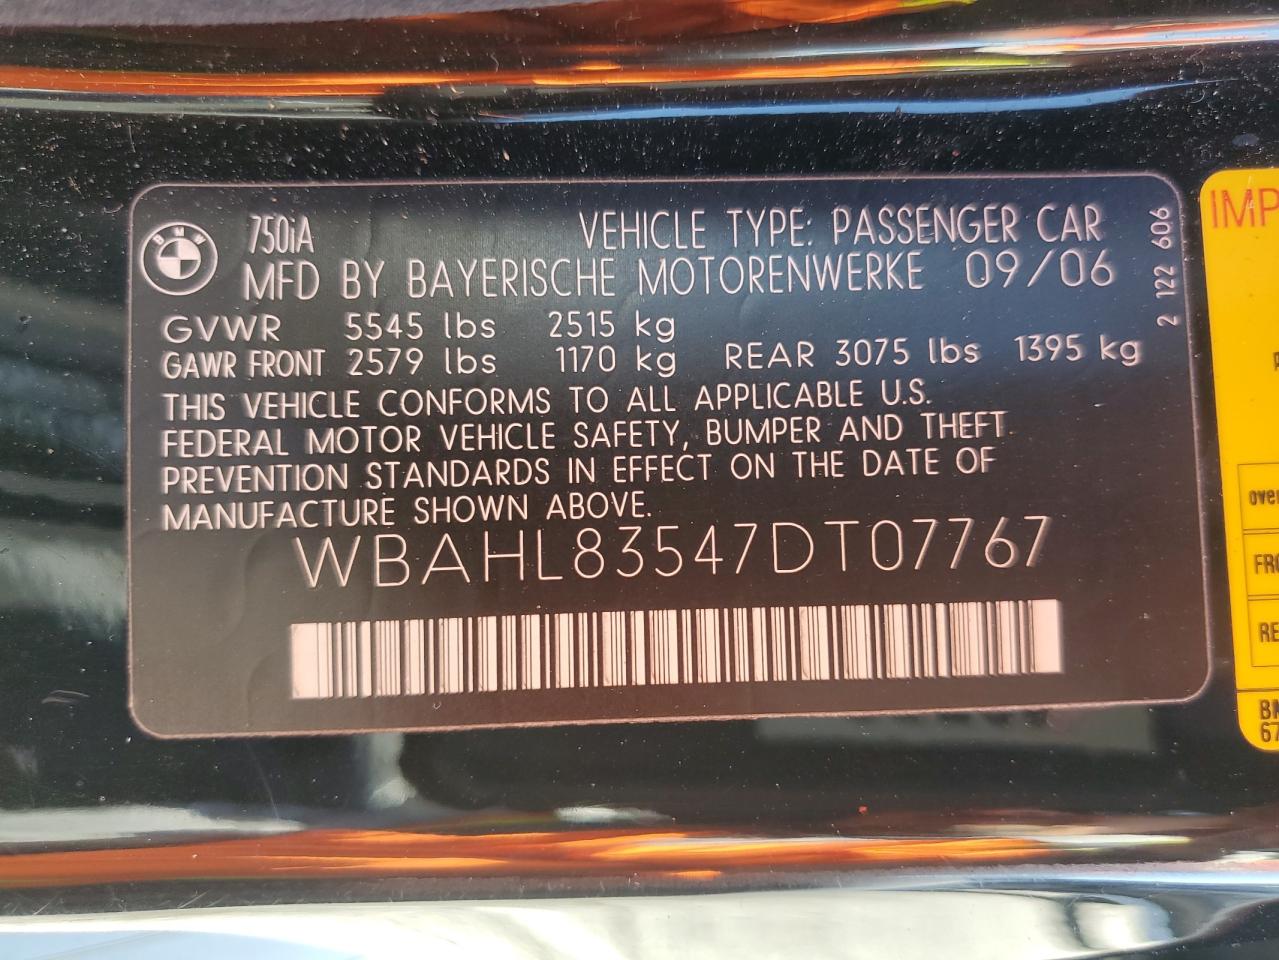 BMW
750iA VEHICLE TYPE: PASSENGER CAR
MFD BY BAYERISCHE MOTORENWERKE 09/06
GVWR 5545 lbs 2515 kg
GAWR FRONT 2579 lbs 1170 kg REAR 3075 lbs 1395 kg
THIS VEHICLE CONFORMS TO ALL APPLICABLE U.S.
FEDERAL MOTOR VEHICLE SAFETY, BUMPER AND THEFT
PREVENTION STANDARDS IN EFFECT ON THE DATE OF
MANUFACTURE SHOWN ABOVE.
WBAHL83547DT07767
2 122 606